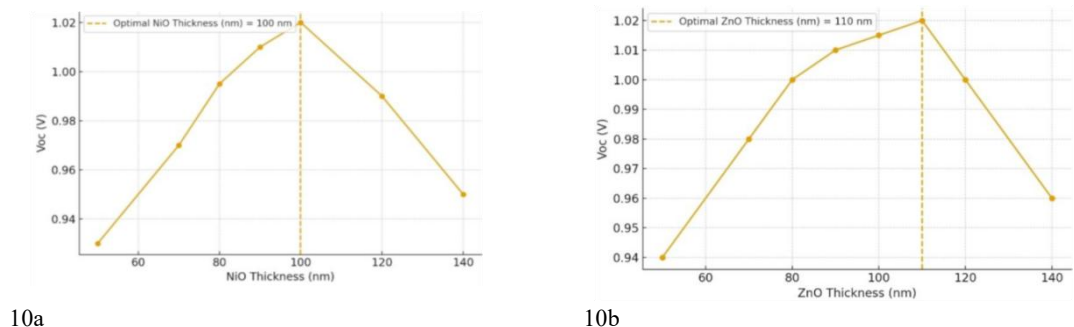 1.02
Optimal NiO Thickness (nm) = 100 nm
1.00
0.98
0.96
0.94
Voc (V)
60 80 100 120 140
NiO Thickness (nm)
10a
1.02
Optimal ZnO Thickness (nm) = 110 nm
1.01
1.00
0.99
0.98
0.97
0.96
0.95
0.94
Voc (V)
60 80 100 120 140
ZnO Thickness (nm)
10b